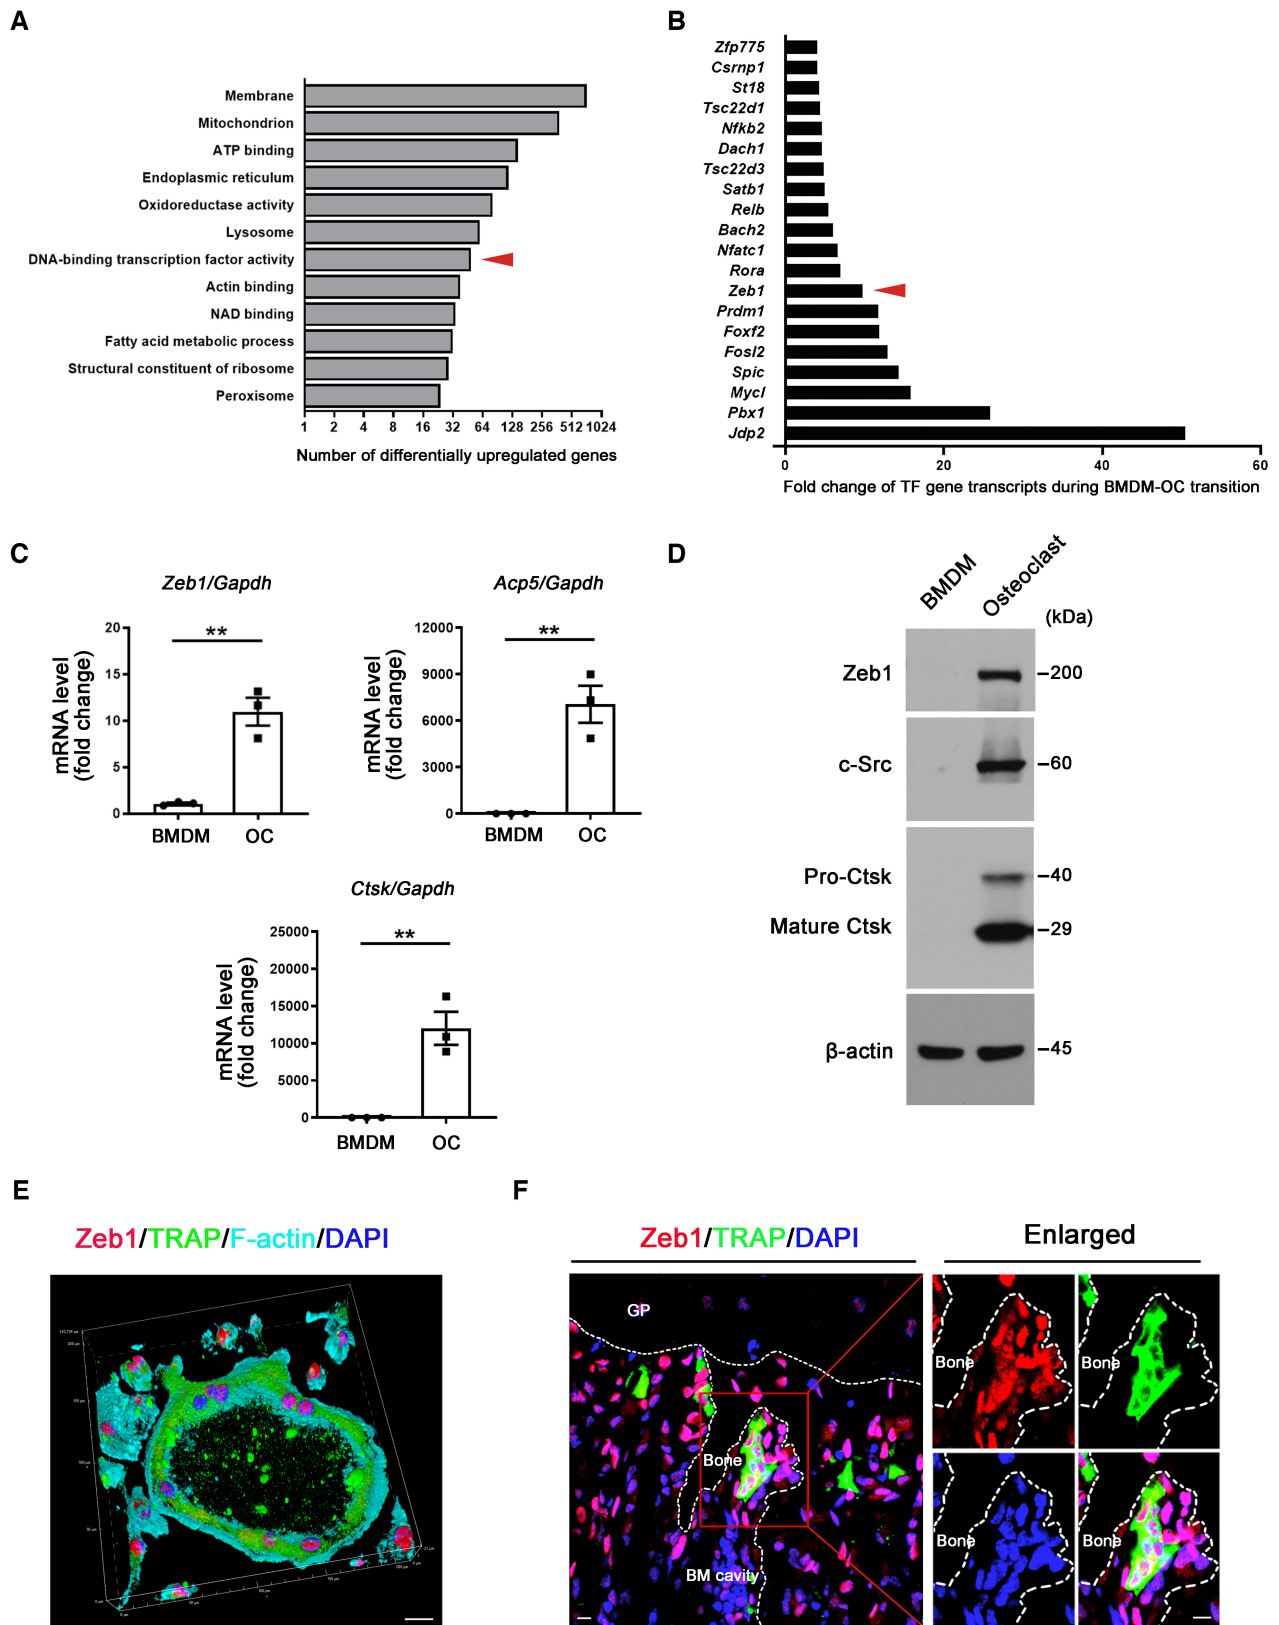 A
Membrane
Mitochondrion
ATP binding
Endoplasmic reticulum
Oxidoreductase activity
Lysosome
DNA-binding transcription factor activity
Actin binding
NAD binding
Fatty acid metabolic process
Structural constituent of ribosome
Peroxisome
1 2 4 8 16 32 64 128 256 512 1024
Number of differentially upregulated genes
B
Zfp775
Csrnp1
St18
Tsc22d1
Nfkb2
Dach1
Tsc22d3
Satb1
Relb
Bach2
Nfatc1
Rora
Zeb1
Prdm1
Foxf2
Fosl2
Spic
Mycl
Pbx1
Jdp2
0 20 40 60
Fold change of TF gene transcripts during BMDM-OC transition
C
Zeb1/Gapdh
mRNA level
(fold change)
20
15
10
5
0
**
BMDM OC
Acp5/Gapdh
mRNA level
(fold change)
12000
9000
6000
3000
0
**
BMDM OC
Ctsk/Gapdh
mRNA level
(fold change)
25000
20000
15000
10000
5000
0
**
BMDM OC
D
BMDM Osteoclast
(kDa)
Zeb1 –200
c-Src –60
Pro-Ctsk –40
Mature Ctsk –29
β-actin –45
E
Zeb1/TRAP/F-actin/DAPI
F
Zeb1/TRAP/DAPI
Enlarged
GP
Bone
BM cavity
Bone
Bone
Bone
Bone